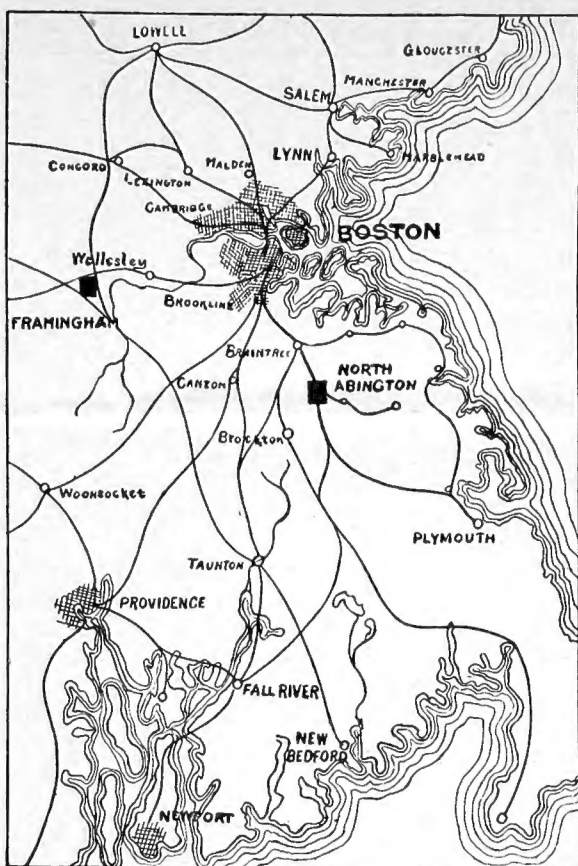 LOWELL
GLOUCESTER
MANCHESTER
SALEM
CONCORD
LEXINGTON
MALDEN
LYNN
MARBLEHEAD
CAMBRIDGE
BOSTON
Wellesley
BROOKLINE
FRAMINGHAM
BRAINTREE
CANTON
NORTH
ABINGTON
BROCKTON
WOONSOCKET
PLYMOUTH
TAUNTON
PROVIDENCE
FALL RIVER
NEW
BEDFORD
NEWPORT